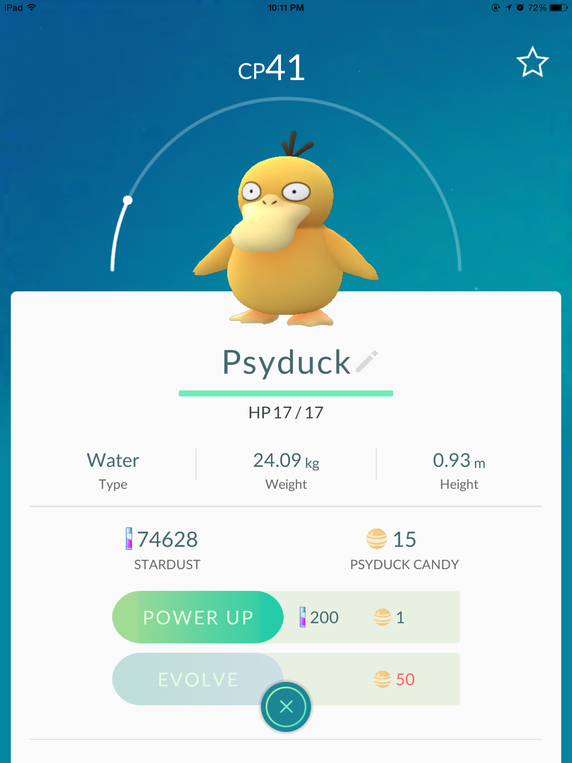 iPad 10:11 PM 72%
CP41
Psyduck
HP 17 / 17
Water 24.09 kg 0.93 m
Type Weight Height
74628 15
STARDUST PSYDUCK CANDY
POWER UP 200 1
EVOLVE 50